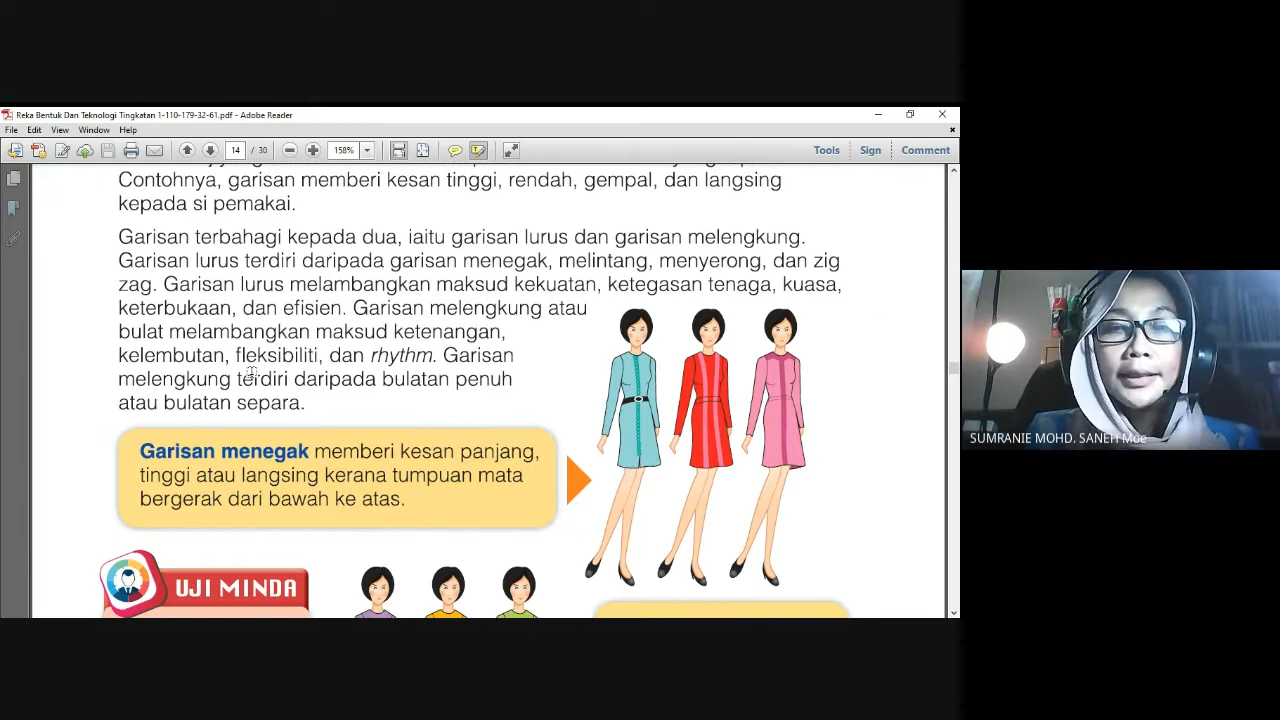 Reka Bentuk Dan Teknologi Tingkatan 1-110-179-32-61.pdf - Adobe Reader
File Edit View Window Help
14 / 30 158% Tools Sign Comment
Contohnya, garisan memberi kesan tinggi, rendah, gempal, dan langsing
kepada si pemakai.
Garisan terbahagi kepada dua, iaitu garisan lurus dan garisan melengkung.
Garisan lurus terdiri daripada garisan menegak, melintang, menyerong, dan zig
zag. Garisan lurus melambangkan maksud kekuatan, ketegasan tenaga, kuasa,
keterbukaan, dan efisien. Garisan melengkung atau
bulat melambangkan maksud ketenangan,
kelembutan, fleksibiliti, dan rhythm. Garisan
melengkung terdiri daripada bulatan penuh
atau bulatan separa.
Garisan menegak memberi kesan panjang,
tinggi atau langsing kerana tumpuan mata
bergerak dari bawah ke atas.
UJI MINDA
SUMRANIE MOHD. SANEH Moe